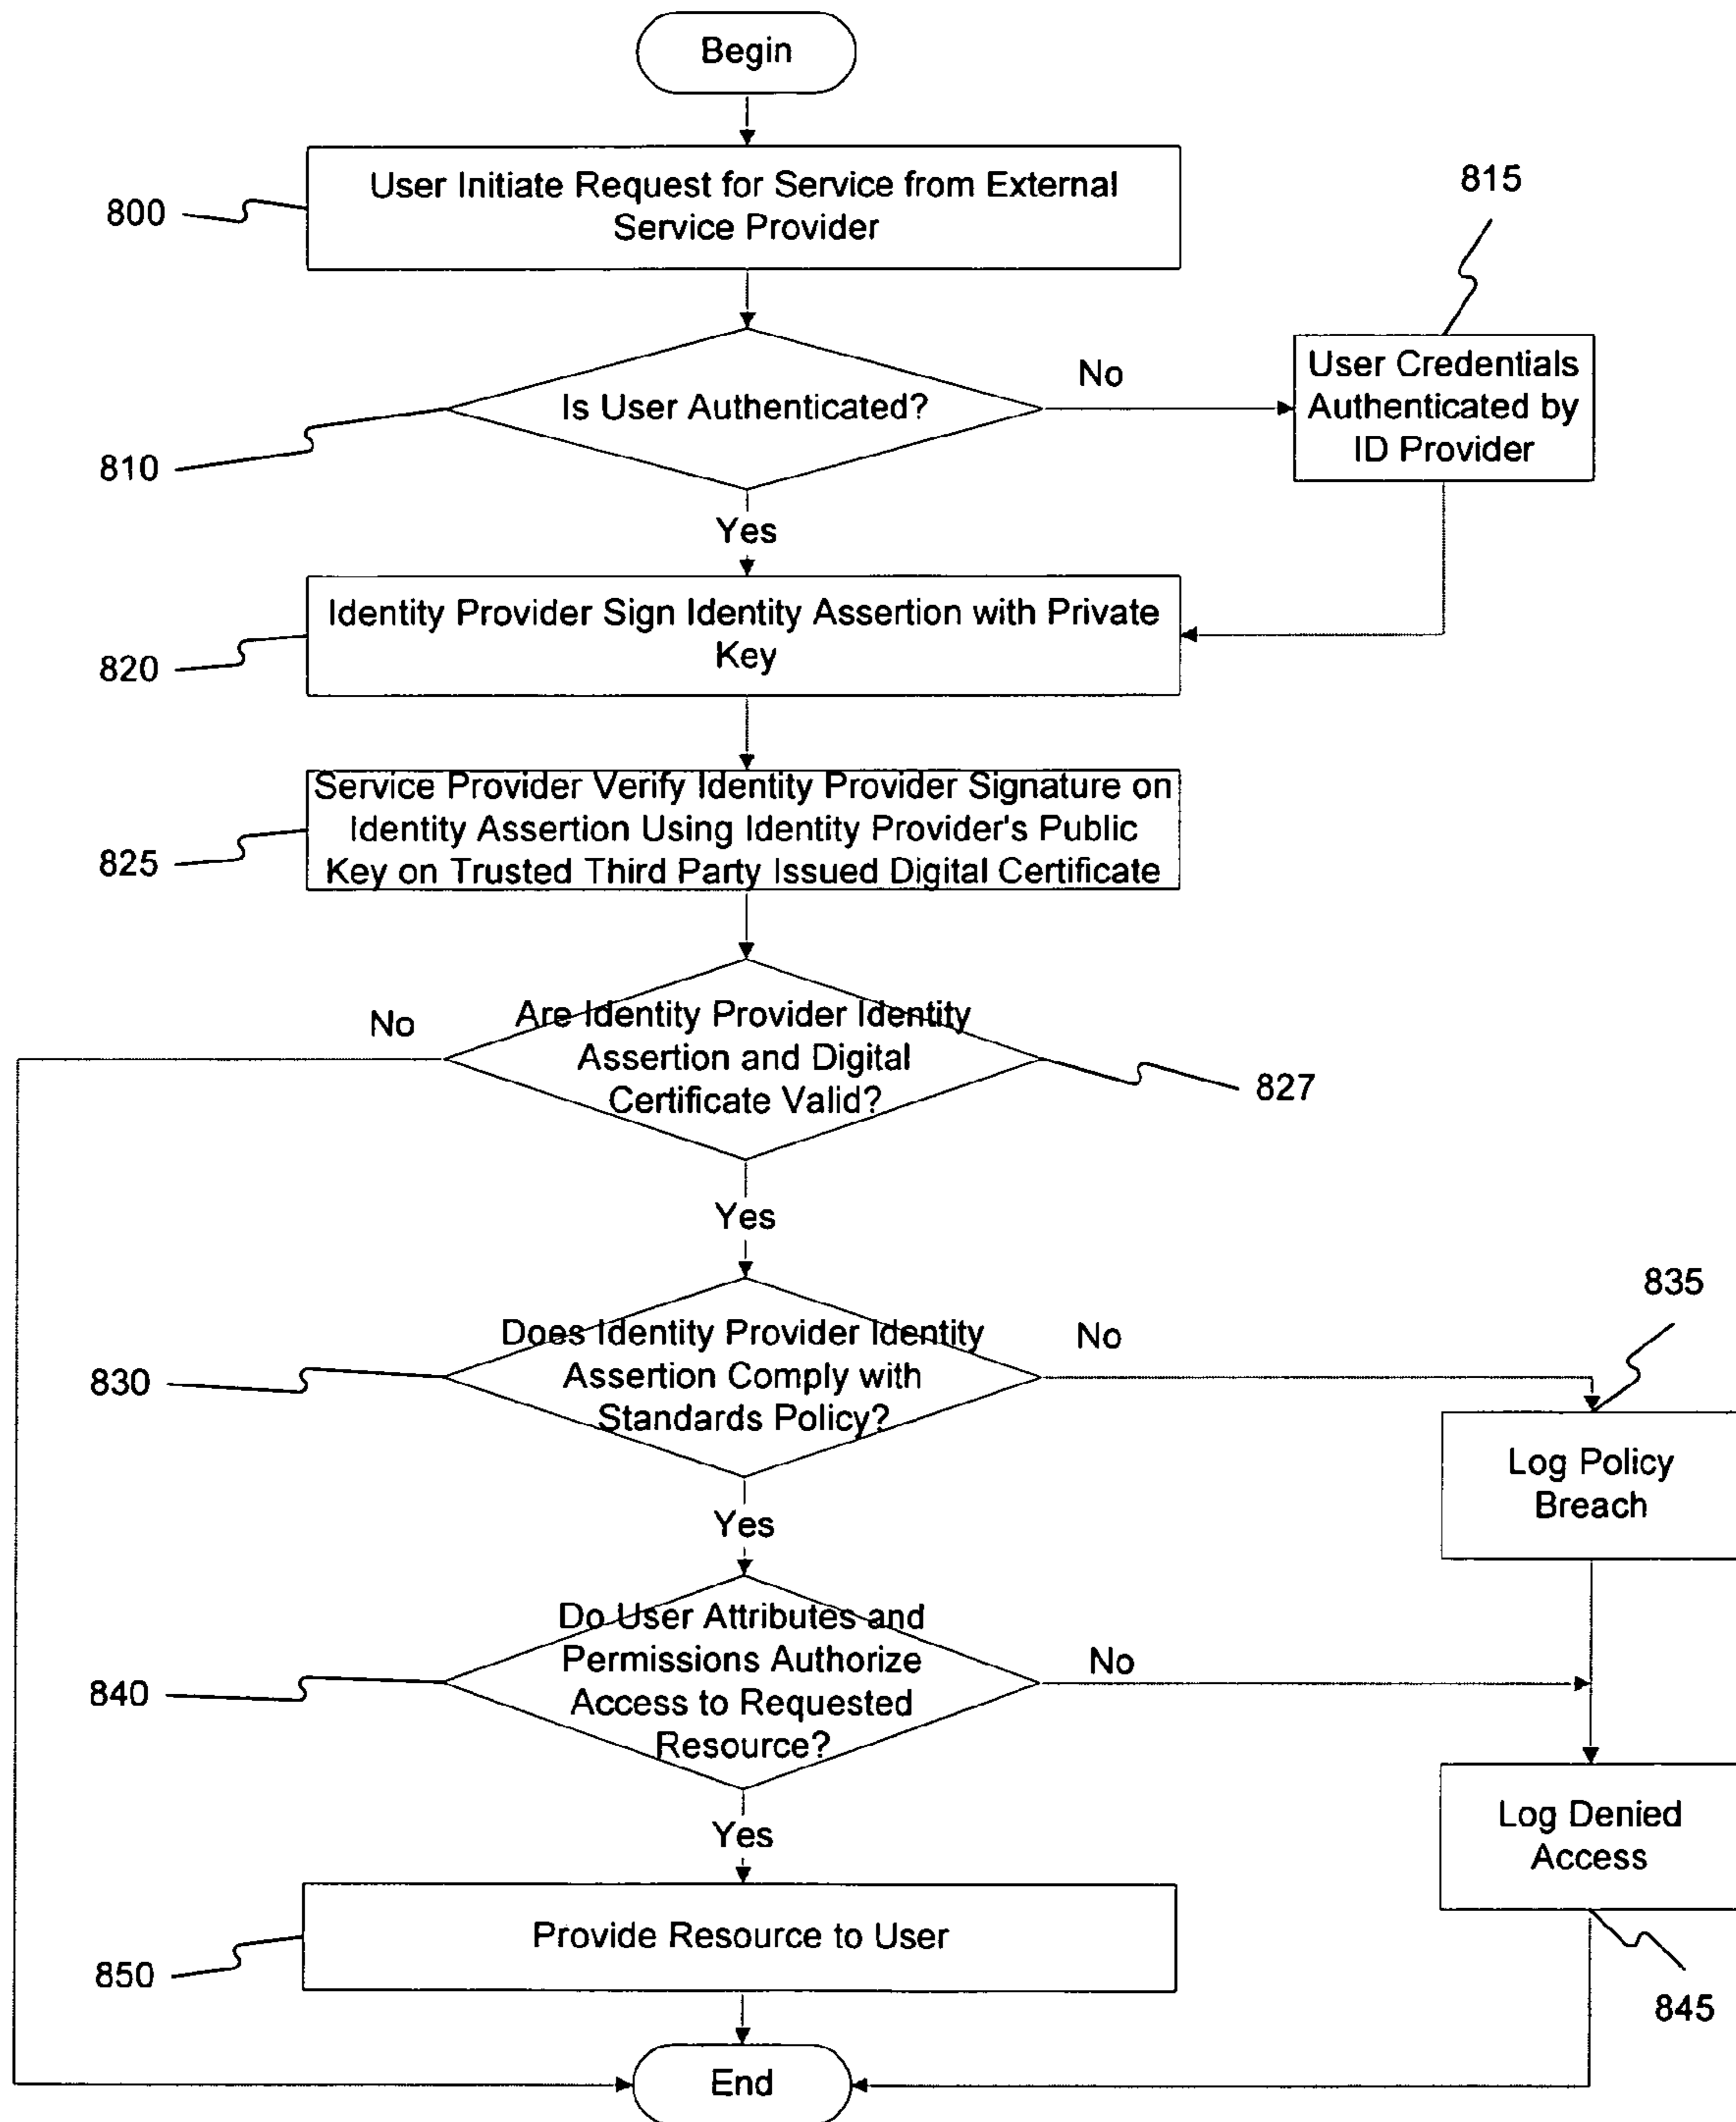 Begin
User Initiate Request for Service from External
Service Provider
800
815
Is User Authenticated?
No
User Credentials
Authenticated by
ID Provider
810
Yes
Identity Provider Sign Identity Assertion with Private
Key
820
Service Provider Verify Identity Provider Signature on
Identity Assertion Using Identity Provider's Public
Key on Trusted Third Party Issued Digital Certificate
825
No
Are Identity Provider Identity
Assertion and Digital
Certificate Valid?
827
Yes
835
Does Identity Provider Identity
Assertion Comply with
Standards Policy?
No
830
Log Policy
Breach
Yes
Do User Attributes and
Permissions Authorize
Access to Requested
Resource?
No
840
Log Denied
Access
Yes
Provide Resource to User
850
845
End